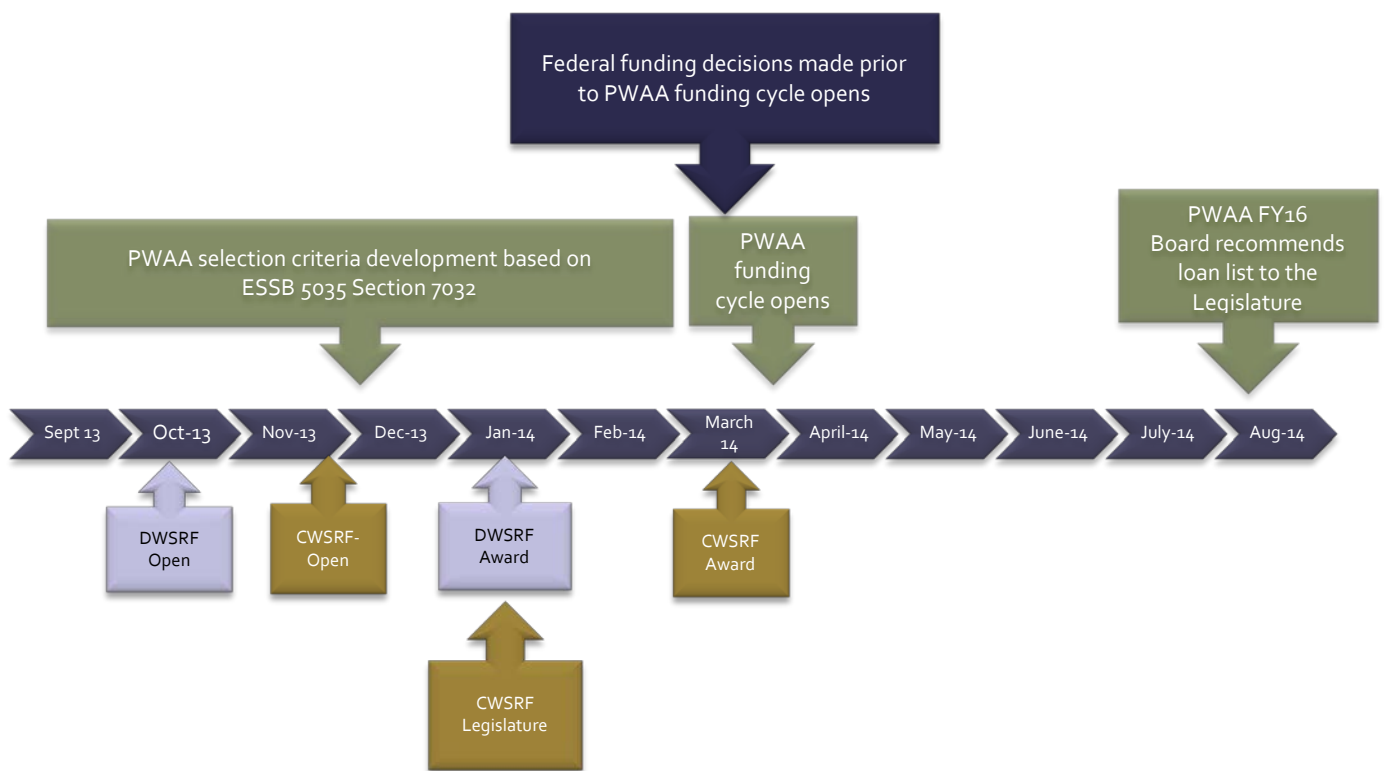 Federal funding decisions made prior
to PWAA funding cycle opens
PWAA selection criteria development based on
ESSB 5035 Section 7032
PWAA
funding
cycle opens
PWAA FY16
Board recommends
loan list to the
Legislature
Sept 13
Oct-13
Nov-13
Dec-13
Jan-14
Feb-14
March
14
April-14
May-14
June-14
July-14
Aug-14
DWSRF
Open
CWSRF-
Open
DWSRF
Award
CWSRF
Award
CWSRF
Legislature